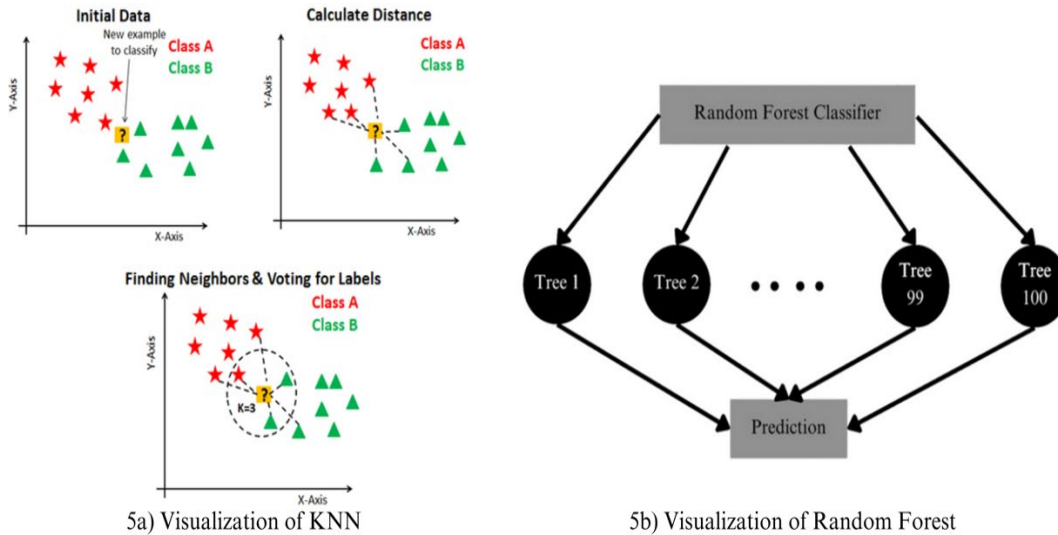 Initial Data
New example
to classify
Class A
Class B
Y-Axis
?
X-Axis
Calculate Distance
Class A
Class B
Y-Axis
?
X-Axis
Finding Neighbors & Voting for Labels
Class A
Class B
Y-Axis
?
K=3
X-Axis
5a) Visualization of KNN
Random Forest Classifier
Tree 1
Tree 2
Tree
99
Tree
100
Prediction
5b) Visualization of Random Forest